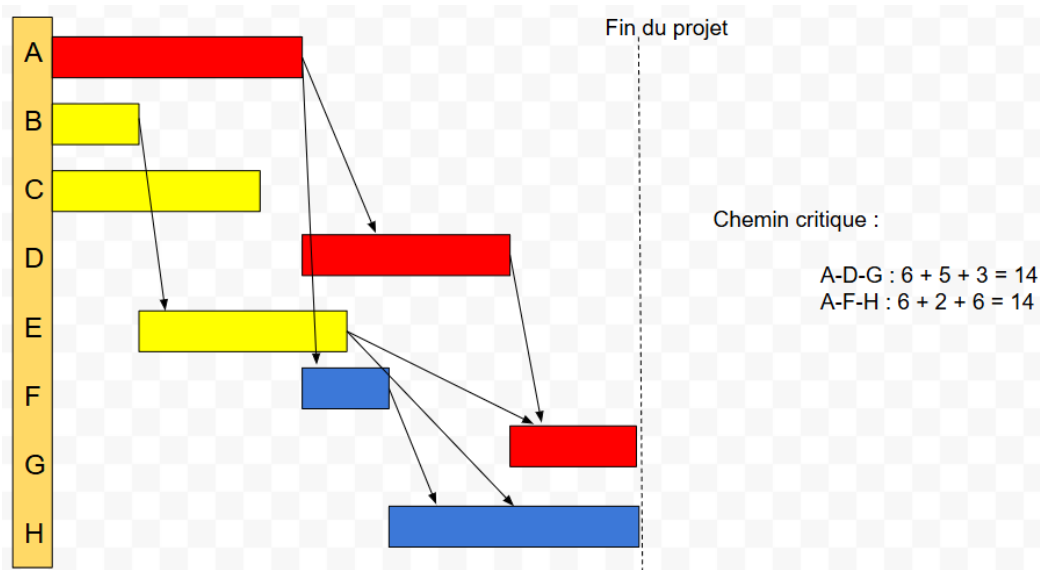 Fin du projet
A
B
C
D
E
F
G
H
Chemin critique :
A-D-G : 6 + 5 + 3 = 14
A-F-H : 6 + 2 + 6 = 14